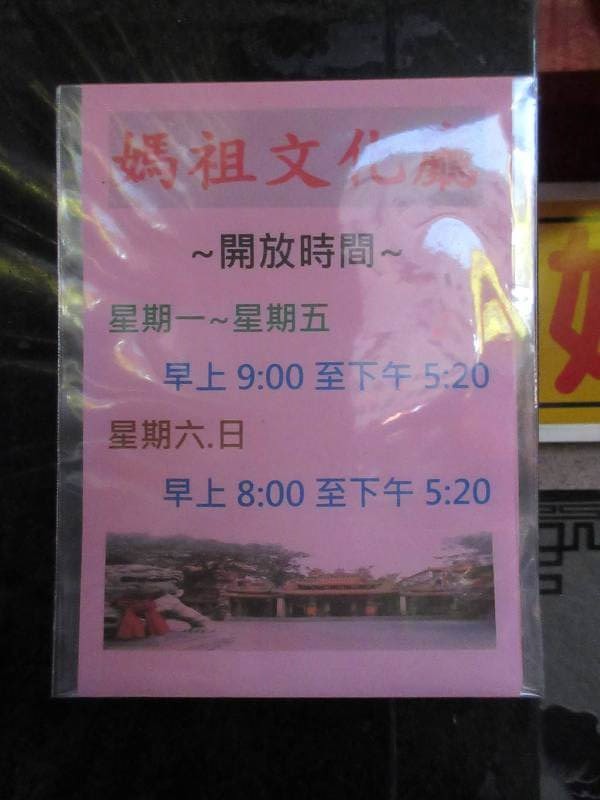 媽祖文化廳
~開放時間~
星期一~星期五
早上 9:00 至下午 5:20
星期六.日
早上 8:00 至下午 5:20